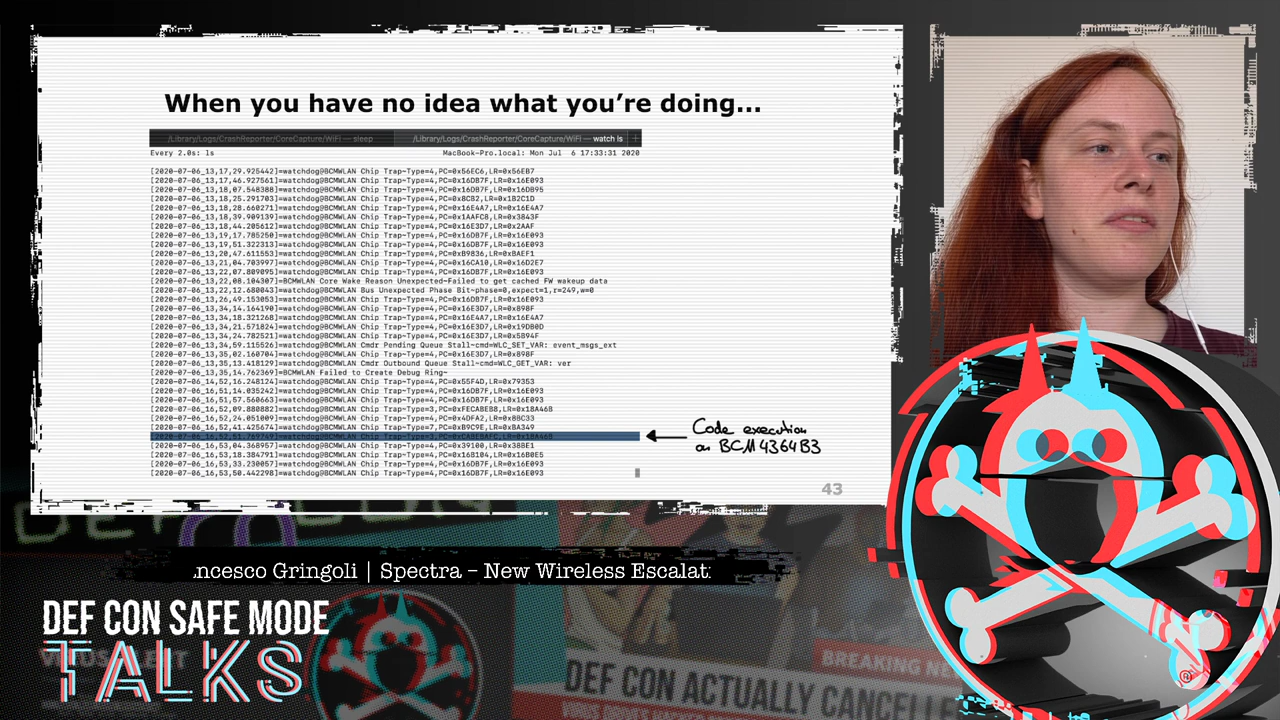 When you have no idea what you're doing...
/Library/Logs/CrashReporter/CoreCapture/WiFi — sleep
/Library/Logs/CrashReporter/CoreCapture/WiFi — watch ls
Every 2.0s: ls
MacBook-Pro.local: Mon Jul 6 17:33:31 2020
[2020-07-06_13,17,29.925442]=watchdog@BCMWLAN Chip Trap~Type=4,PC=0x56EC6,LR=0x56EB7
[2020-07-06_13,17,46.927561]=watchdog@BCMWLAN Chip Trap~Type=4,PC=0x16DB7F,LR=0x16E093
[2020-07-06_13,18,07.548388]=watchdog@BCMWLAN Chip Trap~Type=4,PC=0x16DB7F,LR=0x16DB95
[2020-07-06_13,18,25.291703]=watchdog@BCMWLAN Chip Trap~Type=4,PC=0x8CB2,LR=0x1B2C1D
[2020-07-06_13,18,28.660271]=watchdog@BCMWLAN Chip Trap~Type=4,PC=0x16E4A7,LR=0x16E4A7
[2020-07-06_13,18,39.909139]=watchdog@BCMWLAN Chip Trap~Type=4,PC=0x1AAFC8,LR=0x3843F
[2020-07-06_13,18,44.205612]=watchdog@BCMWLAN Chip Trap~Type=4,PC=0x16E3D7,LR=0x2AAF
[2020-07-06_13,19,17.785250]=watchdog@BCMWLAN Chip Trap~Type=4,PC=0x16DB7F,LR=0x16E093
[2020-07-06_13,19,51.322313]=watchdog@BCMWLAN Chip Trap~Type=4,PC=0x16DB7F,LR=0x16E093
[2020-07-06_13,20,47.611553]=watchdog@BCMWLAN Chip Trap~Type=4,PC=0xB9836,LR=0xBAEF1
[2020-07-06_13,21,04.703997]=watchdog@BCMWLAN Chip Trap~Type=4,PC=0x16CA10,LR=0x16D2E7
[2020-07-06_13,22,07.809095]=watchdog@BCMWLAN Chip Trap~Type=4,PC=0x16DB7F,LR=0x16E093
[2020-07-06_13,22,08.104307]=BCMWLAN Core Wake Reason Unexpected~Failed to get cached FW wakeup data
[2020-07-06_13,22,12.680043]=watchdog@BCMWLAN Bus Unexpected Phase Bit~phase=0,expect=1,r=249,w=0
[2020-07-06_13,26,49.153053]=watchdog@BCMWLAN Chip Trap~Type=4,PC=0x16DB7F,LR=0x16E093
[2020-07-06_13,34,14.164190]=watchdog@BCMWLAN Chip Trap~Type=4,PC=0x16E3D7,LR=0x898F
[2020-07-06_13,34,18.321268]=watchdog@BCMWLAN Chip Trap~Type=4,PC=0x16E4A7,LR=0x16E4A7
[2020-07-06_13,34,21.571824]=watchdog@BCMWLAN Chip Trap~Type=4,PC=0x16E3D7,LR=0x19DB0D
[2020-07-06_13,34,24.782521]=watchdog@BCMWLAN Chip Trap~Type=4,PC=0x16E3D7,LR=0x5B94F
[2020-07-06_13,34,59.115526]=watchdog@BCMWLAN Cmdr Pending Queue Stall~cmd=WLC_SET_VAR: event_msgs_ext
[2020-07-06_13,35,02.160704]=watchdog@BCMWLAN Chip Trap~Type=4,PC=0x16E3D7,LR=0x898F
[2020-07-06_13,35,13.418129]=watchdog@BCMWLAN Cmdr Outbound Queue Stall~cmd=WLC_GET_VAR: ver
[2020-07-06_13,35,14.762369]=BCMWLAN Failed to Create Debug Ring~
[2020-07-06_14,52,16.248124]=watchdog@BCMWLAN Chip Trap~Type=4,PC=0x55F4D,LR=0x79353
[2020-07-06_16,51,14.035242]=watchdog@BCMWLAN Chip Trap~Type=4,PC=0x16DB7F,LR=0x16E093
[2020-07-06_16,51,57.560663]=watchdog@BCMWLAN Chip Trap~Type=4,PC=0x16DB7F,LR=0x16E093
[2020-07-06_16,52,09.880882]=watchdog@BCMWLAN Chip Trap~Type=3,PC=0xFECABEB8,LR=0x18A46B
[2020-07-06_16,52,24.051009]=watchdog@BCMWLAN Chip Trap~Type=4,PC=0x4DFA2,LR=0xBBC33
[2020-07-06_16,52,41.425674]=watchdog@BCMWLAN Chip Trap~Type=7,PC=0xB9C9E,LR=0xBA349
[2020-07-06_16,53,04.368957]=watchdog@BCMWLAN Chip Trap~Type=4,PC=0x39100,LR=0x38BE1
[2020-07-06_16,53,18.384791]=watchdog@BCMWLAN Chip Trap~Type=4,PC=0x16B104,LR=0x16B0E5
[2020-07-06_16,53,33.230057]=watchdog@BCMWLAN Chip Trap~Type=4,PC=0x16DB7F,LR=0x16E093
[2020-07-06_16,53,50.442298]=watchdog@BCMWLAN Chip Trap~Type=4,PC=0x16DB7F,LR=0x16E093
Code execution
on BCM4364B3
43
ncesco Gringoli | Spectra – New Wireless Escalat
DEF CON SAFE MODE
TALKS
BREAKING NE
DEF CON ACTUALLY CANCELLE